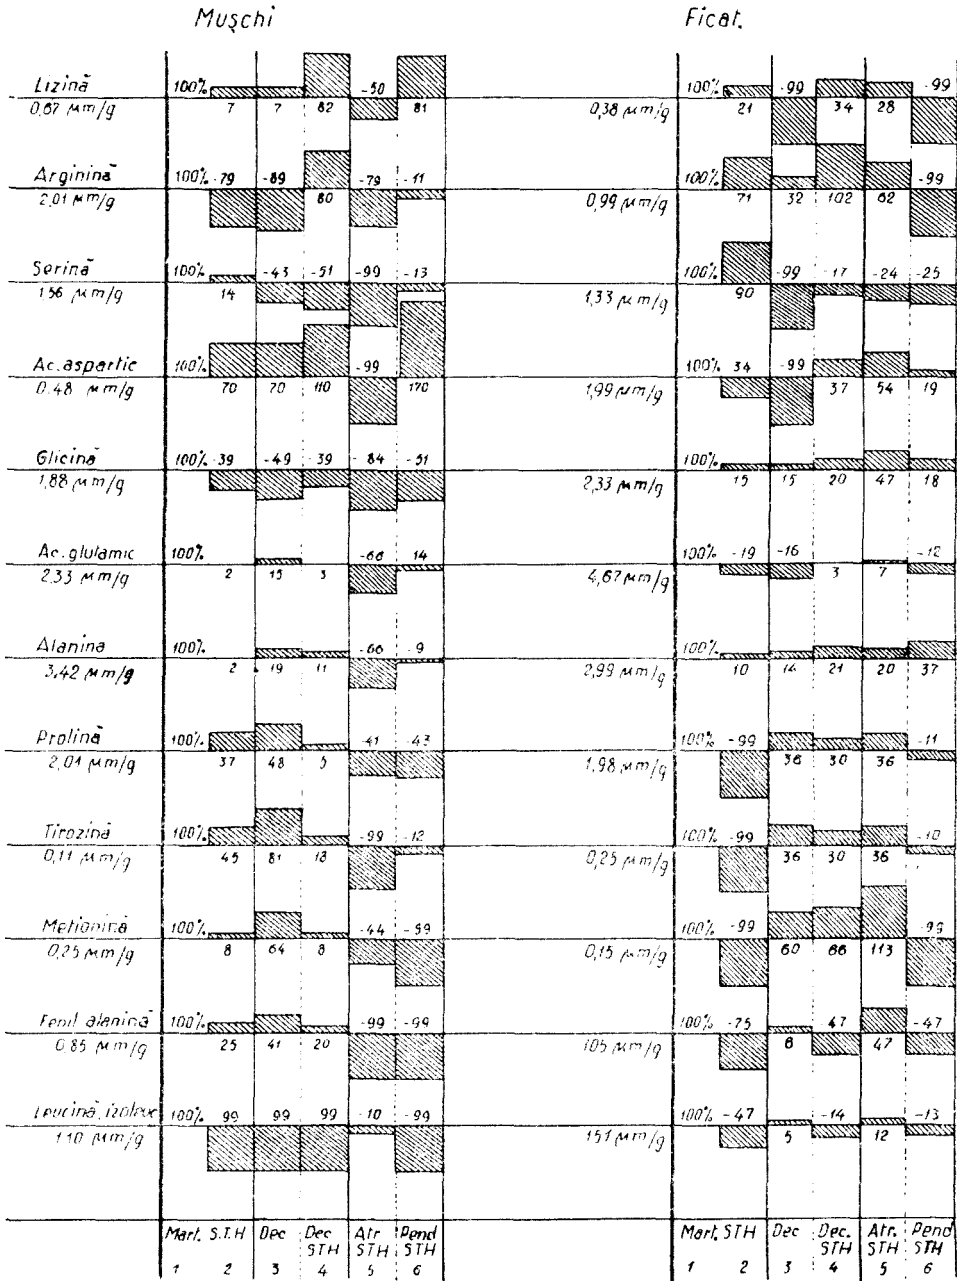 Muşchi Ficat.
Lizină 100% -50 100% -99 -99
0,67 µm/g 7 7 82 81 0,38 µm/g 21 34 28
Arginină 100% -79 -89 -79 -11 100% -99
2,01 µm/g 80 0,99 µm/g 71 32 102 62
Serină 100% -43 -51 -99 -13 100% -99 -17 -24 -25
1,56 µm/g 14 1,33 µm/g 90
Ac. aspartic 100% -99 100% 34 -99
0,48 µm/g 70 70 110 170 1,99 µm/g 37 54 19
Glicină 100% -39 -49 -39 -84 -51 100%
1,88 µm/g 2,33 µm/g 15 15 20 47 18
Ac. glutamic 100% -66 14 100% -19 -16 -12
2,33 µm/g 2 15 3 4,67 µm/g 3 7
Alanină 100% -66 -9 100%
3,42 µm/g 2 19 11 2,99 µm/g 10 14 21 20 37
Prolină 100% -41 -43 100% -99 -11
2,01 µm/g 37 48 5 1,98 µm/g 36 30 36
Tirozină 100% -99 -12 100% -99 -10
0,11 µm/g 45 81 18 0,25 µm/g 36 30 36
Metionină 100% -44 -99 100% -99 -99
0,25 µm/g 8 64 8 0,15 µm/g 60 66 113
Fenil alanină 100% -99 -99 100% -75 47 -47
0,85 µm/g 25 41 20 105 µm/g 6 47
Leucină, izoleuc 100% 99 99 99 -10 -99 100% -47 -14 -13
1,10 µm/g 151 µm/g 5 12
Mart. S.T.H Dec Dec STH Atr STH Pend STH Mart. STH Dec Dec. STH Atr. STH Pend STH
1 2 3 4 5 6 1 2 3 4 5 6